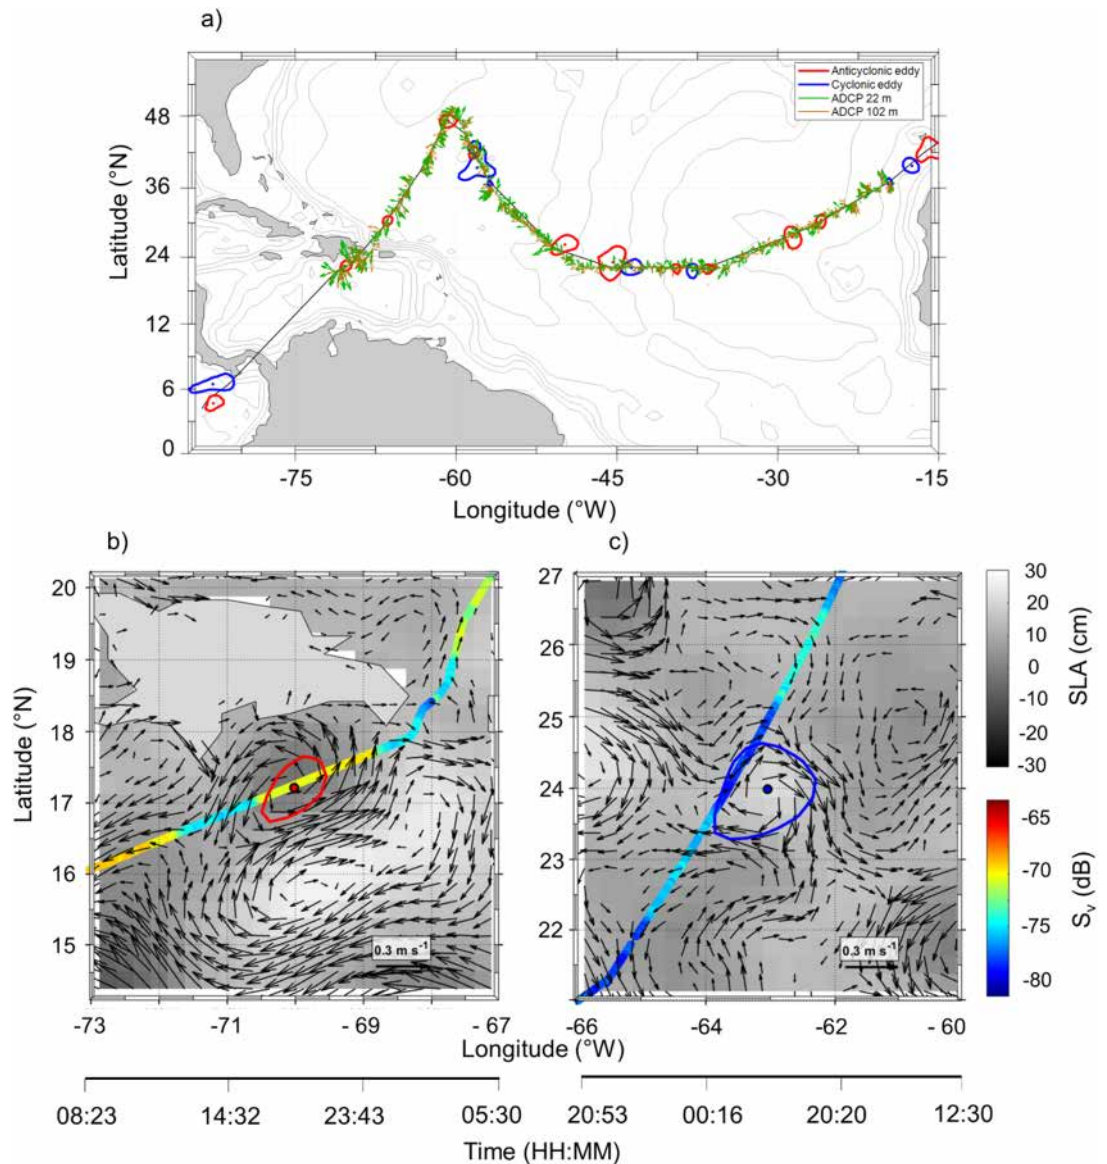 a)
Anticyclonic eddy
Cyclonic eddy
ADCP 22 m
ADCP 102 m
48
36
24
12
6
0
Latitude (°N)
-75 -60 -45 -30 -15
Longitude (°W)
b) c)
20
19
18
17
16
15
Latitude (°N)
0.3 m s⁻¹
-73 -71 - 69 - 67
27
26
25
24
23
22
0.3 m s⁻¹
-66 -64 -62 - 60
Longitude (°W)
30
20
10
0
-10
-20
-30
SLA (cm)
-65
-70
-75
-80
Sᵥ (dB)
08:23 14:32 23:43 05:30
20:53 00:16 20:20 12:30
Time (HH:MM)